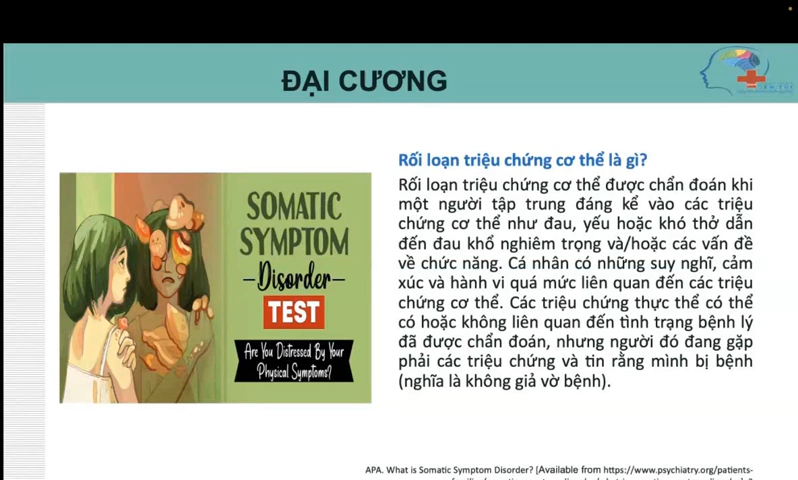 ĐẠI CƯƠNG
SOMATIC
SYMPTOM
Disorder
TEST
Are You Distressed By Your
Physical Symptoms?
Rối loạn triệu chứng cơ thể là gì?
Rối loạn triệu chứng cơ thể được chẩn đoán khi
một người tập trung đáng kể vào các triệu
chứng cơ thể như đau, yếu hoặc khó thở dẫn
đến đau khổ nghiêm trọng và/hoặc các vấn đề
về chức năng. Cá nhân có những suy nghĩ, cảm
xúc và hành vi quá mức liên quan đến các triệu
chứng cơ thể. Các triệu chứng thực thể có thể
có hoặc không liên quan đến tình trạng bệnh lý
đã được chẩn đoán, nhưng người đó đang gặp
phải các triệu chứng và tin rằng mình bị bệnh
(nghĩa là không giả vờ bệnh).
APA. What is Somatic Symptom Disorder? [Available from https://www.psychiatry.org/patients-